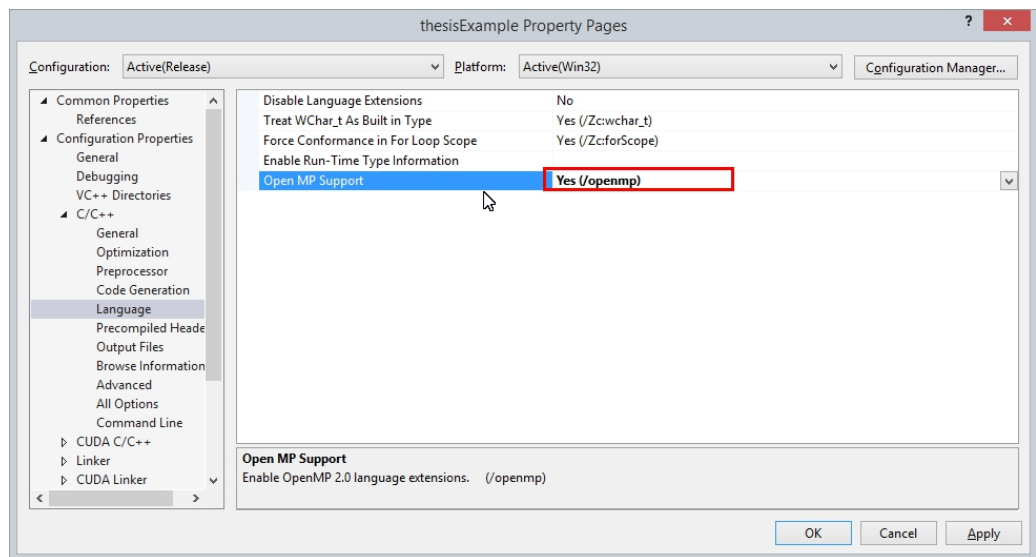 thesisExample Property Pages
?
Configuration: Active(Release) Platform: Active(Win32) Configuration Manager...
Common Properties
References
Configuration Properties
General
Debugging
VC++ Directories
C/C++
General
Optimization
Preprocessor
Code Generation
Language
Precompiled Heade
Output Files
Browse Information
Advanced
All Options
Command Line
CUDA C/C++
Linker
CUDA Linker
Disable Language Extensions No
Treat WChar_t As Built in Type Yes (/Zc:wchar_t)
Force Conformance in For Loop Scope Yes (/Zc:forScope)
Enable Run-Time Type Information
Open MP Support Yes (/openmp)
Open MP Support
Enable OpenMP 2.0 language extensions. (/openmp)
OK Cancel Apply